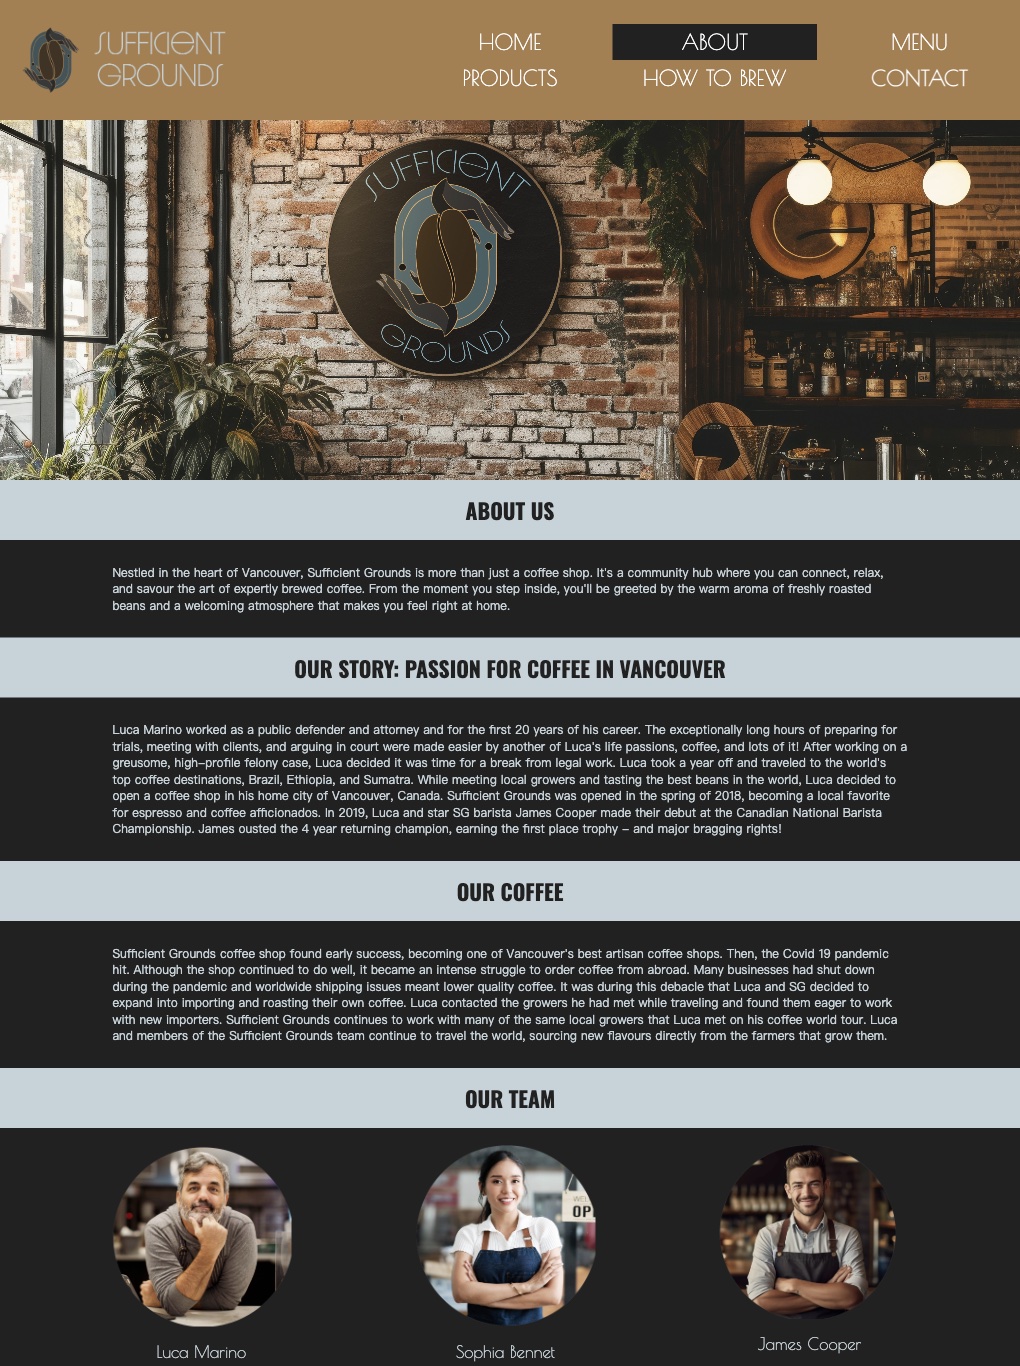 SUFFICIENT
GROUNDS
HOME
ABOUT
MENU
PRODUCTS
HOW TO BREW
CONTACT
SUFFICIENT
GROUNDS
ABOUT US
Nestled in the heart of Vancouver, Sufficient Grounds is more than just a coffee shop. It's a community hub where you can connect, relax,
and savour the art of expertly brewed coffee. From the moment you step inside, you'll be greeted by the warm aroma of freshly roasted
beans and a welcoming atmosphere that makes you feel right at home.
OUR STORY: PASSION FOR COFFEE IN VANCOUVER
Luca Marino worked as a public defender and attorney and for the first 20 years of his career. The exceptionally long hours of preparing for
trials, meeting with clients, and arguing in court were made easier by another of Luca's life passions, coffee, and lots of it! After working on a
greusome, high-profile felony case, Luca decided it was time for a break from legal work. Luca took a year off and traveled to the world's
top coffee destinations, Brazil, Ethiopia, and Sumatra. While meeting local growers and tasting the best beans in the world, Luca decided to
open a coffee shop in his home city of Vancouver, Canada. Sufficient Grounds was opened in the spring of 2018, becoming a local favorite
for espresso and coffee afficionados. In 2019, Luca and star SG barista James Cooper made their debut at the Canadian National Barista
Championship. James ousted the 4 year returning champion, earning the first place trophy – and major bragging rights!
OUR COFFEE
Sufficient Grounds coffee shop found early success, becoming one of Vancouver's best artisan coffee shops. Then, the Covid 19 pandemic
hit. Although the shop continued to do well, it became an intense struggle to order coffee from abroad. Many businesses had shut down
during the pandemic and worldwide shipping issues meant lower quality coffee. It was during this debacle that Luca and SG decided to
expand into importing and roasting their own coffee. Luca contacted the growers he had met while traveling and found them eager to work
with new importers. Sufficient Grounds continues to work with many of the same local growers that Luca met on his coffee world tour. Luca
and members of the Sufficient Grounds team continue to travel the world, sourcing new flavours directly from the farmers that grow them.
OUR TEAM
WEL
OP
Luca Marino
Sophia Bennet
James Cooper